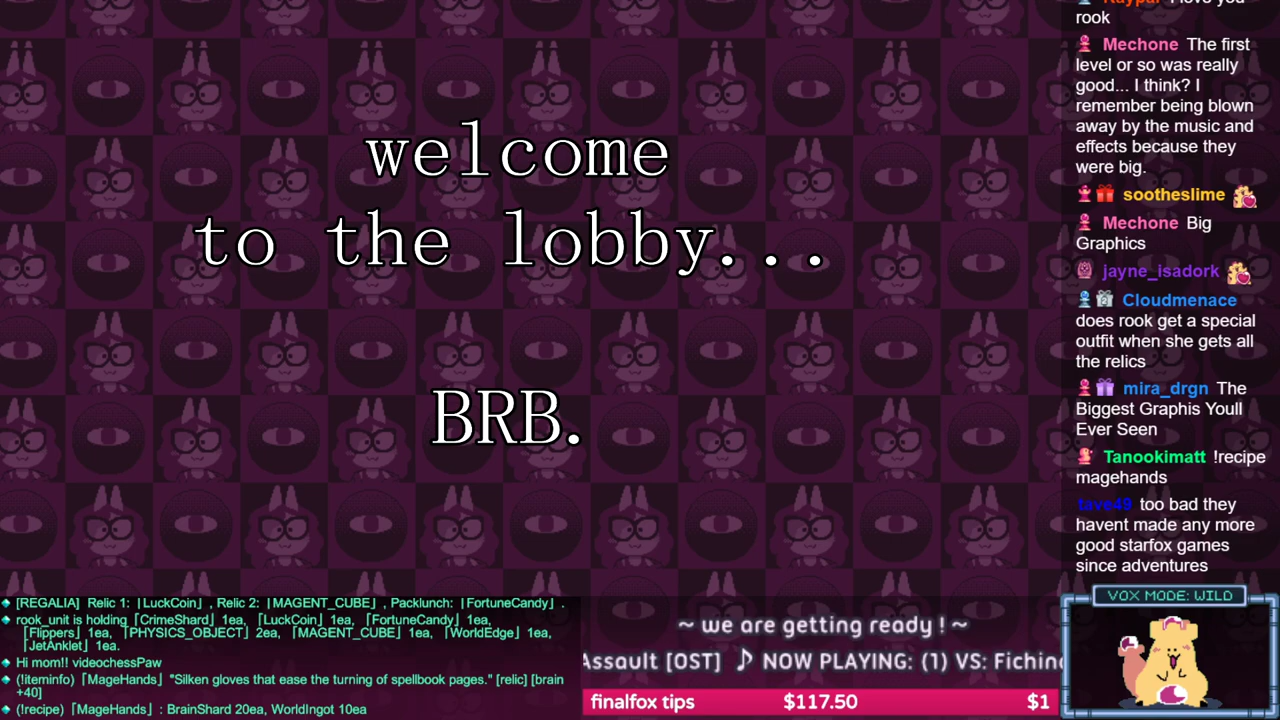 welcome
to the lobby...
BRB.
rook
Mechone The first
level or so was really
good... I think? I
remember being blown
away by the music and
effects because they
were big.
sootheslime
Mechone Big
Graphics
jayne_isadork
Cloudmenace
does rook get a special
outfit when she gets all
the relics
mira_drgn The
Biggest Graphis Youll
Ever Seen
Tanookimatt !recipe
magehands
tave49 too bad they
havent made any more
good starfox games
since adventures
VOX MODE: WILD
[REGALIA] Relic 1: ⌈LuckCoin⌋ , Relic 2: ⌈MAGENT_CUBE⌋ , Packlunch: ⌈FortuneCandy⌋ .
rook_unit is holding ⌈CrimeShard⌋ 1ea, ⌈LuckCoin⌋ 1ea, ⌈FortuneCandy⌋ 1ea,
⌈Flippers⌋ 1ea, ⌈PHYSICS_OBJECT⌋ 2ea, ⌈MAGENT_CUBE⌋ 1ea, ⌈WorldEdge⌋ 1ea,
⌈JetAnklet⌋ 1ea.
Hi mom!! videochessPaw
(!iteminfo) ⌈MageHands⌋ "Silken gloves that ease the turning of spellbook pages." [relic] [brain
+40]
(!recipe) ⌈MageHands⌋ : BrainShard 20ea, WorldIngot 10ea
~ we are getting ready ! ~
Assault [OST] ♪ NOW PLAYING: (1) VS: Fichin
finalfox tips $117.50 $1